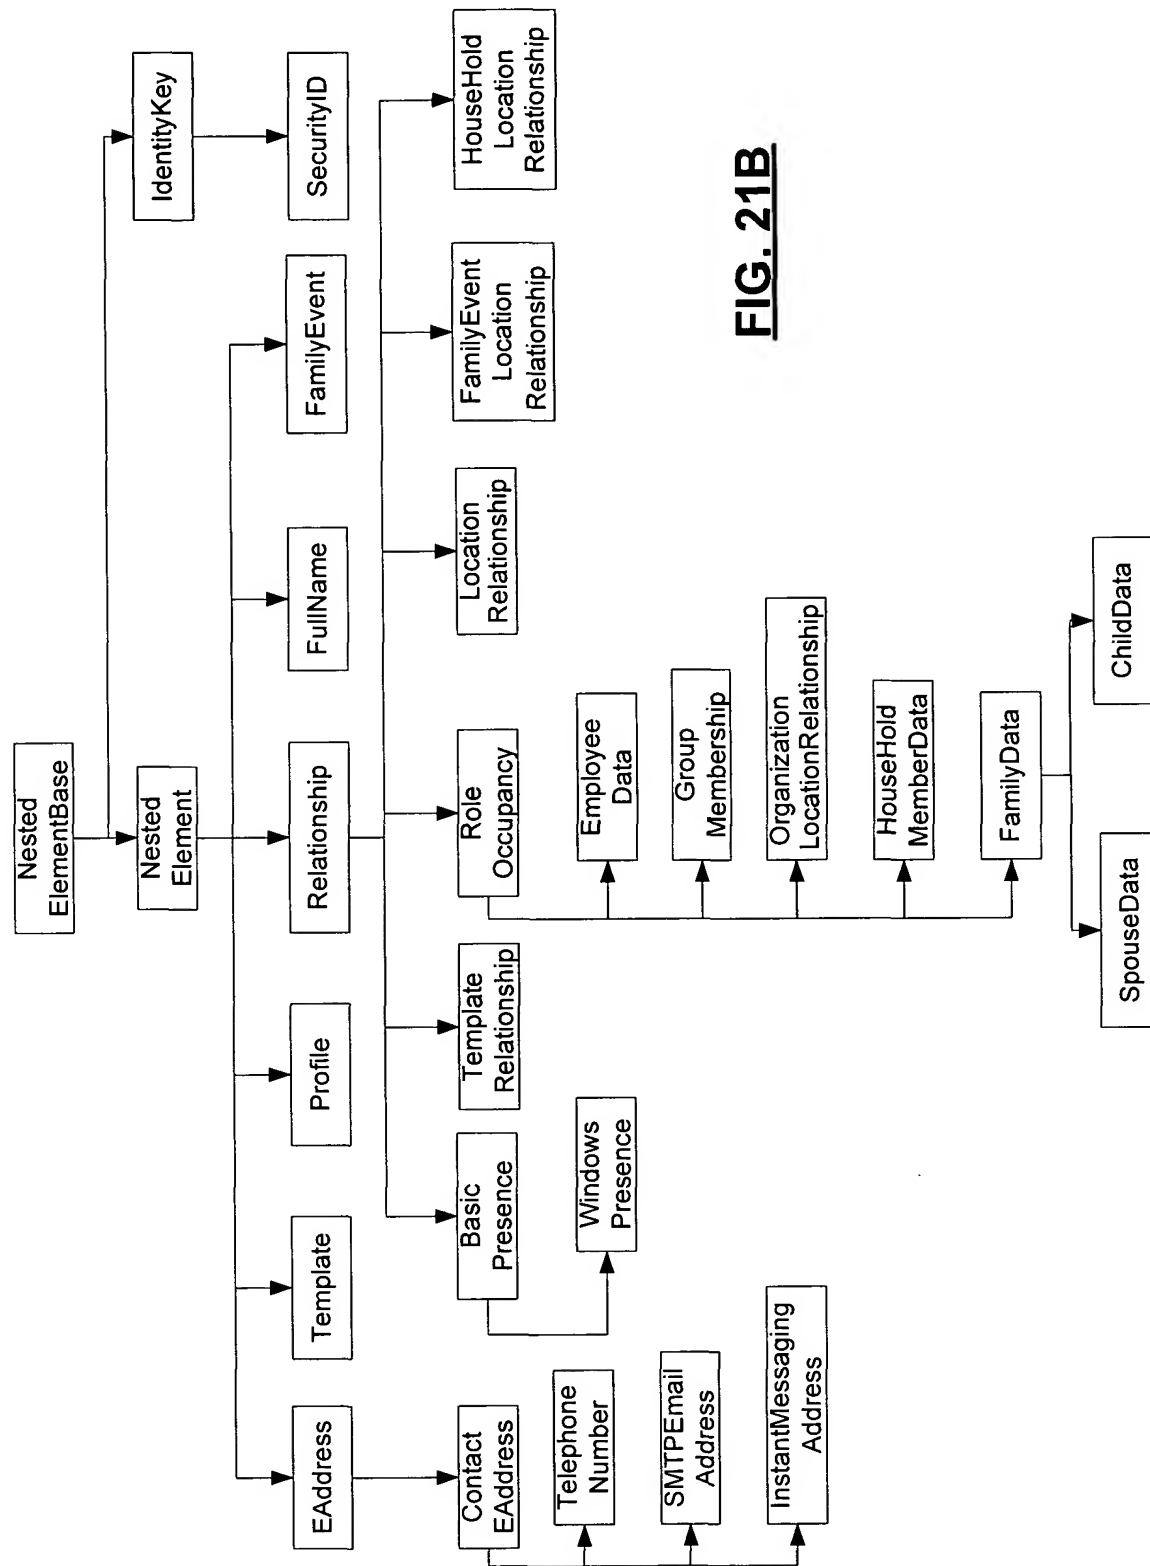 Nested
ElementBase
Nested
Element
IdentityKey
EAddress
Template
Profile
Relationship
FullName
FamilyEvent
SecurityID
Contact
EAddress
Basic
Presence
Template
Relationship
Role
Occupancy
Location
Relationship
FamilyEvent
Location
Relationship
HouseHold
Location
Relationship
Telephone
Number
SMTPEmail
Address
InstantMessaging
Address
Windows
Presence
Employee
Data
Group
Membership
Organization
LocationRelationship
HouseHold
MemberData
FamilyData
SpouseData
ChildData
FIG. 21B